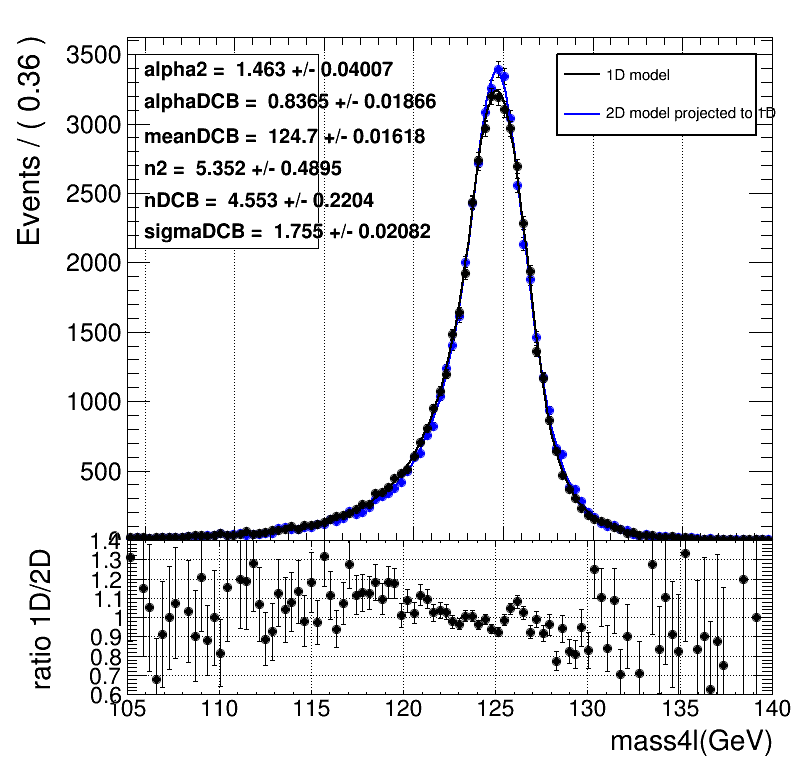 3500
3000
2500
2000
1500
1000
500
0
Events / ( 0.36 )
alpha2 = 1.463 +/- 0.04007
alphaDCB = 0.8365 +/- 0.01866
meanDCB = 124.7 +/- 0.01618
n2 = 5.352 +/- 0.4895
nDCB = 4.553 +/- 0.2204
sigmaDCB = 1.755 +/- 0.02082
1D model
2D model projected to 1D
1.4
1.3
1.2
1.1
1
0.9
0.8
0.7
0.6
ratio 1D/2D
105 110 115 120 125 130 135 140
mass4l(GeV)